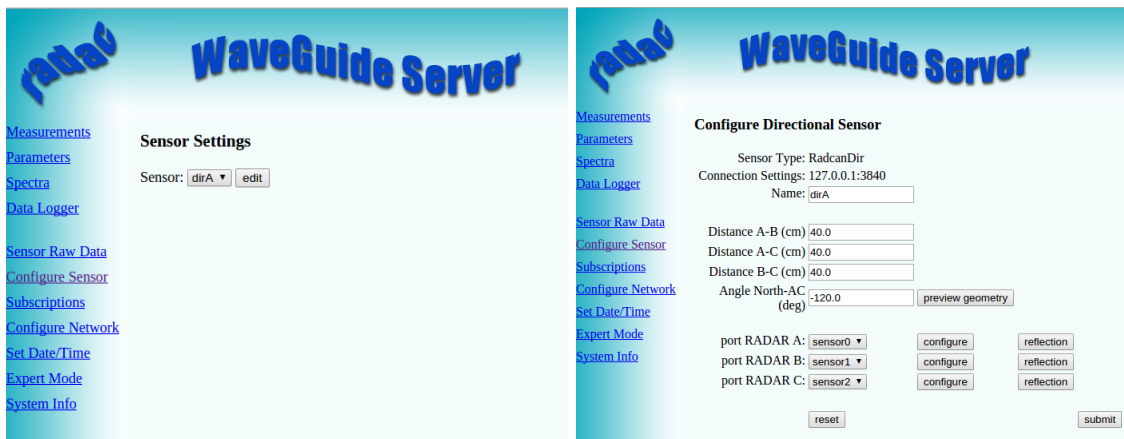 radac
WaveGuide Server
Measurements
Parameters
Spectra
Data Logger
Sensor Raw Data
Configure Sensor
Subscriptions
Configure Network
Set Date/Time
Expert Mode
System Info
Sensor Settings
Sensor: dirA edit
radac
WaveGuide Server
Measurements
Parameters
Spectra
Data Logger
Sensor Raw Data
Configure Sensor
Subscriptions
Configure Network
Set Date/Time
Expert Mode
System Info
Configure Directional Sensor
Sensor Type: RadcanDir
Connection Settings: 127.0.0.1:3840
Name: dirA
Distance A-B (cm) 40.0
Distance A-C (cm) 40.0
Distance B-C (cm) 40.0
Angle North-AC
(deg) -120.0 preview geometry
port RADAR A: sensor0 configure reflection
port RADAR B: sensor1 configure reflection
port RADAR C: sensor2 configure reflection
reset submit